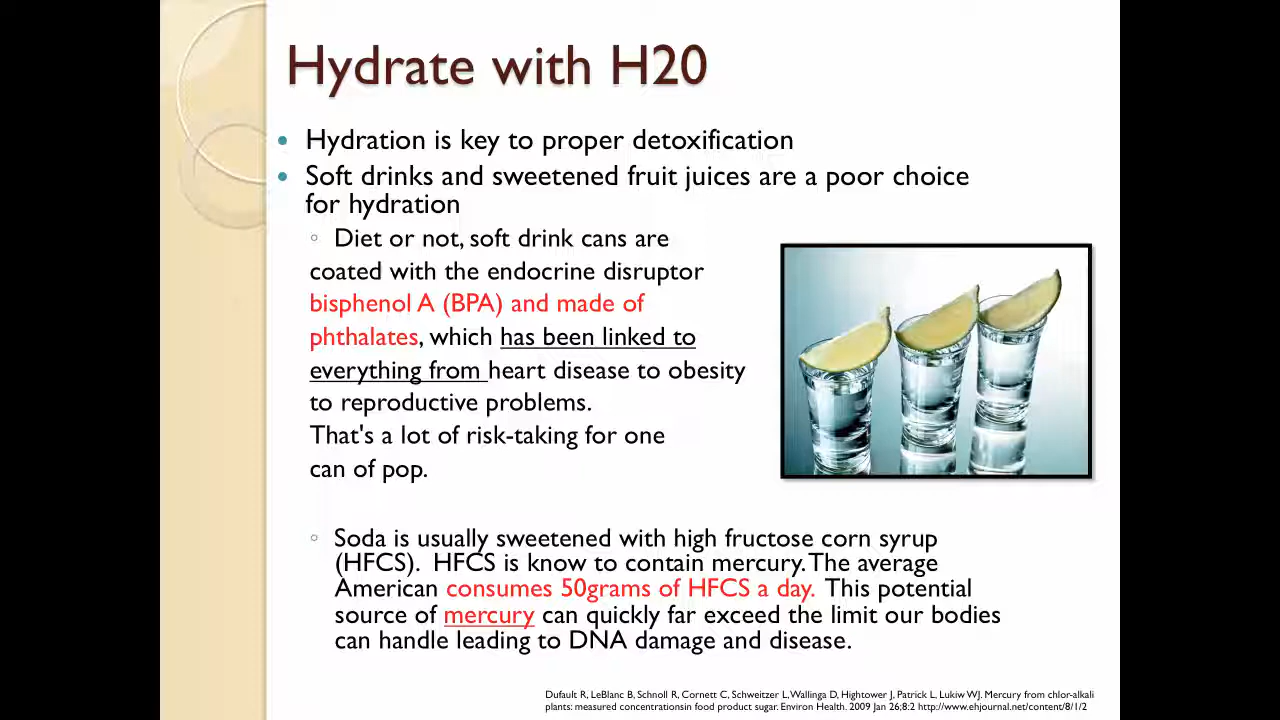 Hydrate with H20
• Hydration is key to proper detoxification
• Soft drinks and sweetened fruit juices are a poor choice
for hydration
◦ Diet or not, soft drink cans are
coated with the endocrine disruptor
bisphenol A (BPA) and made of
phthalates, which has been linked to
everything from heart disease to obesity
to reproductive problems.
That's a lot of risk-taking for one
can of pop.
◦ Soda is usually sweetened with high fructose corn syrup
(HFCS). HFCS is know to contain mercury. The average
American consumes 50grams of HFCS a day. This potential
source of mercury can quickly far exceed the limit our bodies
can handle leading to DNA damage and disease.
Dufault R, LeBlanc B, Schnoll R, Cornett C, Schweitzer L, Wallinga D, Hightower J, Patrick L, Lukiw WJ. Mercury from chlor-alkali
plants: measured concentrationsin food product sugar. Environ Health. 2009 Jan 26;8:2 http://www.ehjournal.net/content/8/1/2